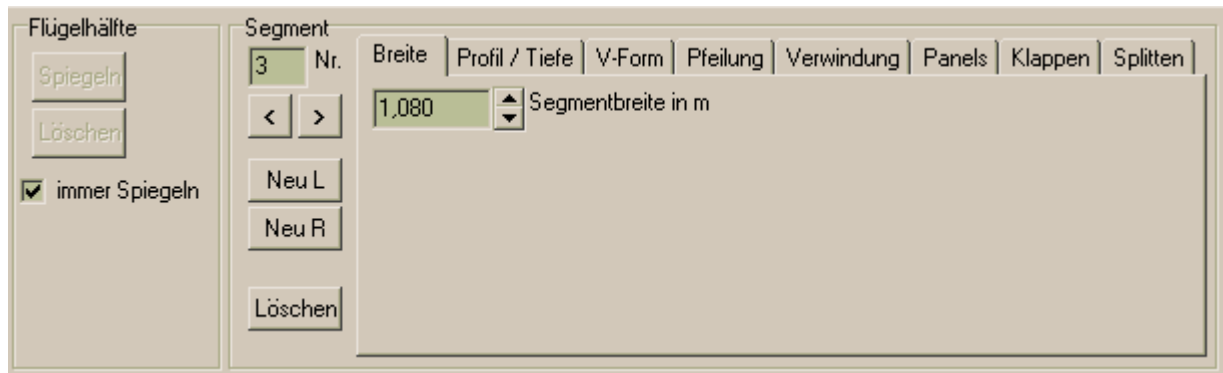 Flügelhälfte
Spiegeln
Löschen
immer Spiegeln
Segment
3 Nr.
< >
Neu L
Neu R
Löschen
Breite Profil / Tiefe V-Form Pfeilung Verwindung Panels Klappen Splitten
1,080 Segmentbreite in m